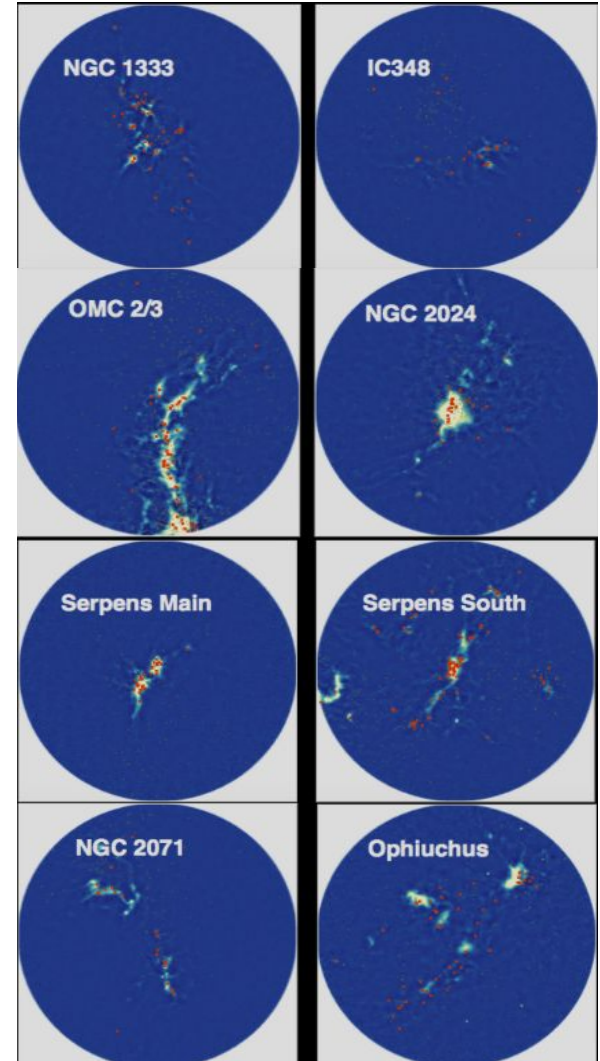 NGC 1333
IC348
OMC 2/3
NGC 2024
Serpens Main
Serpens South
NGC 2071
Ophiuchus